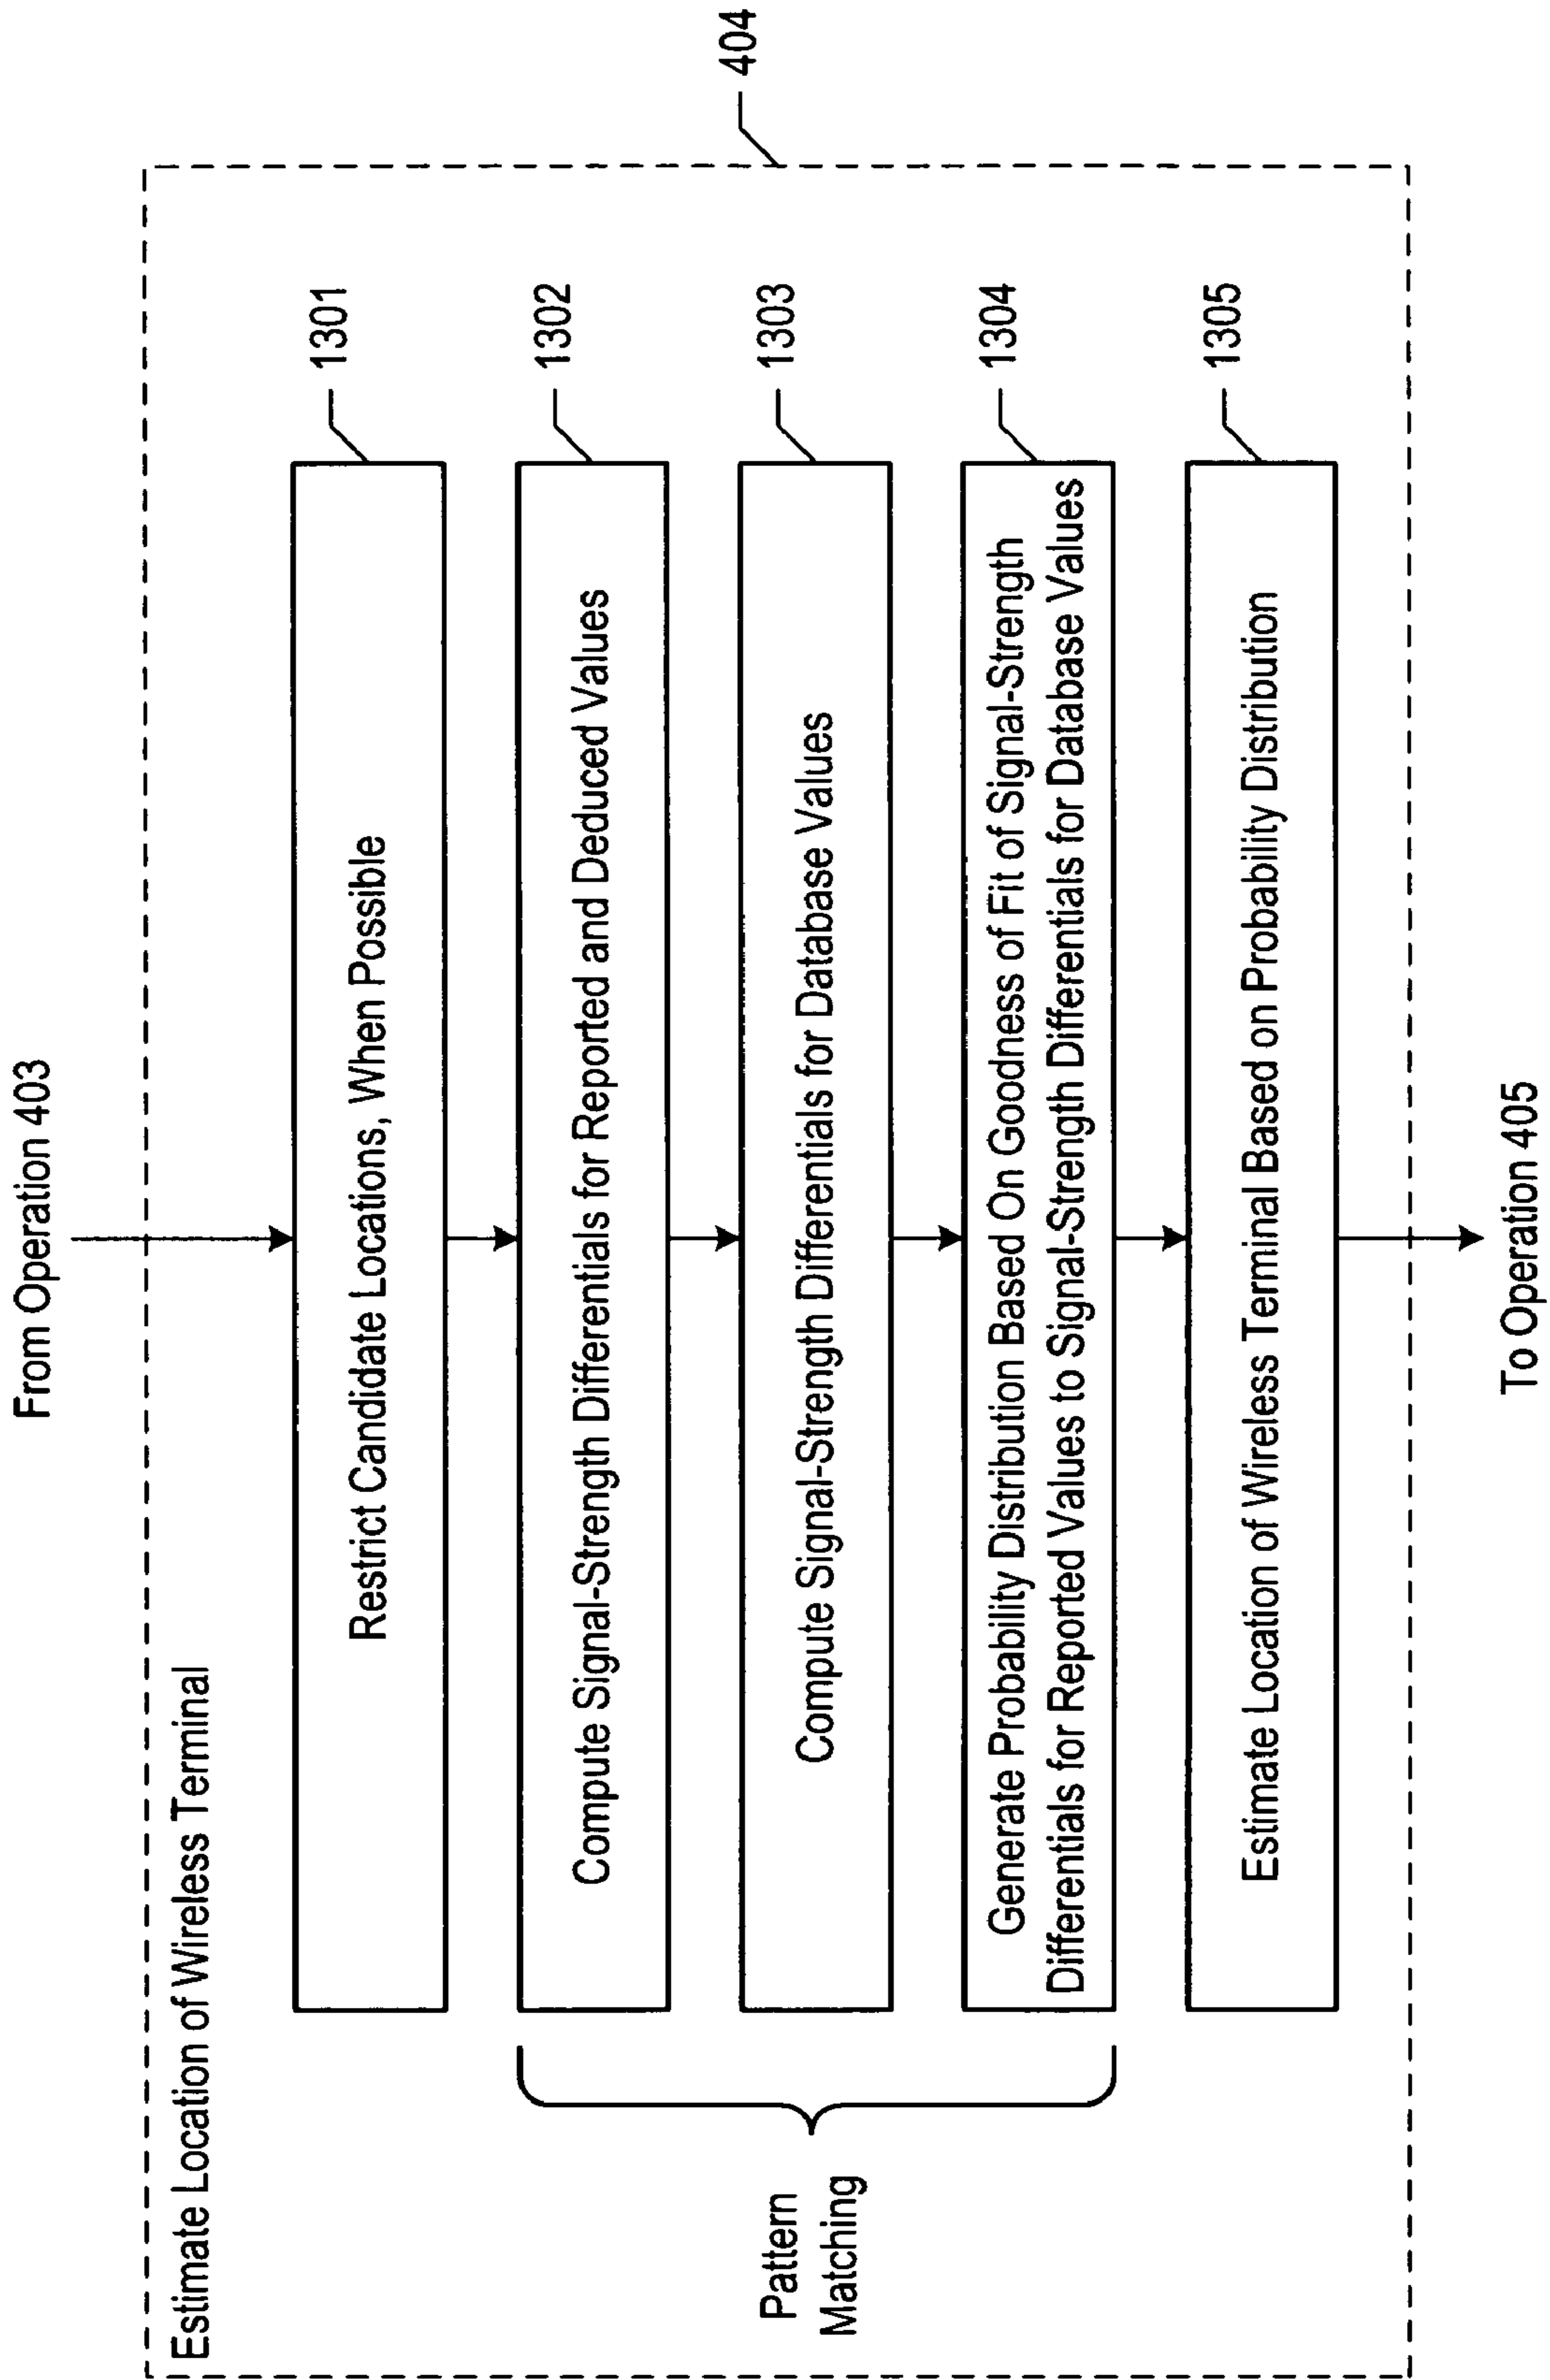 From Operation 403
Estimate Location of Wireless Terminal
404
Restrict Candidate Locations, When Possible
1301
Compute Signal-Strength Differentials for Reported and Deduced Values
1302
Pattern
Matching
Compute Signal-Strength Differentials for Database Values
1303
Generate Probability Distribution Based On Goodness of Fit of Signal-Strength
Differentials for Reported Values to Signal-Strength Differentials for Database Values
1304
Estimate Location of Wireless Terminal Based on Probability Distribution
1305
To Operation 405